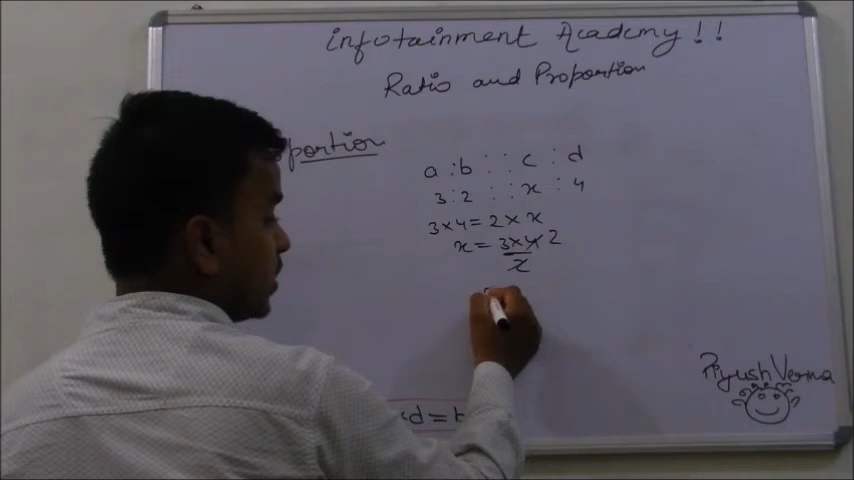 Infotainment Academy !!
Ratio and Proportion
portion
a : b : : c : d
3 : 2 : : x : 4
3 x 4 = 2 x x
x = 3 x 4 2
2
d =
Piyush Verma